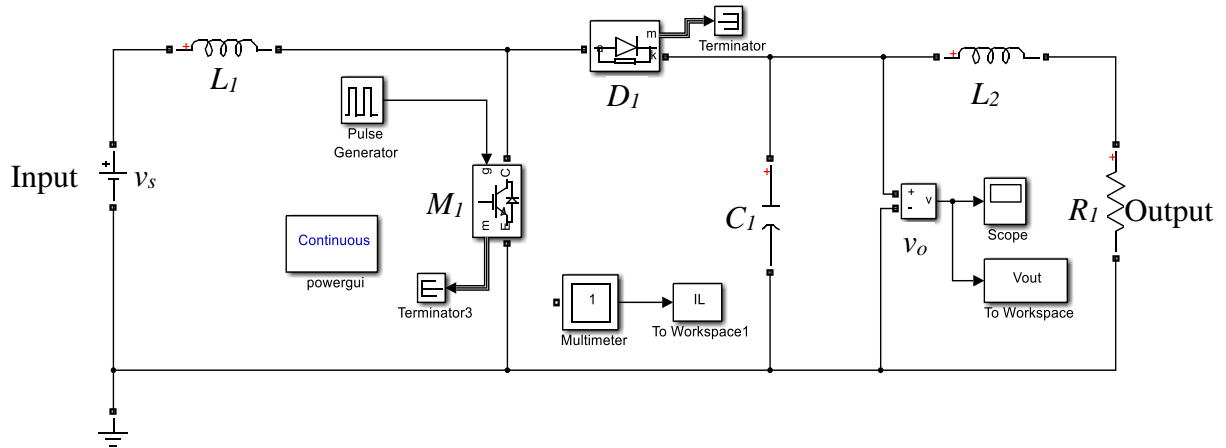 m
Terminator
a
k
L1
D1
L2
Pulse
Generator
g
C
Input
vs
M1
m
E
C1
v
vo
Scope
R1
Output
Continuous
powergui
Vout
To Workspace
Terminator3
1
IL
Multimeter
To Workspace1